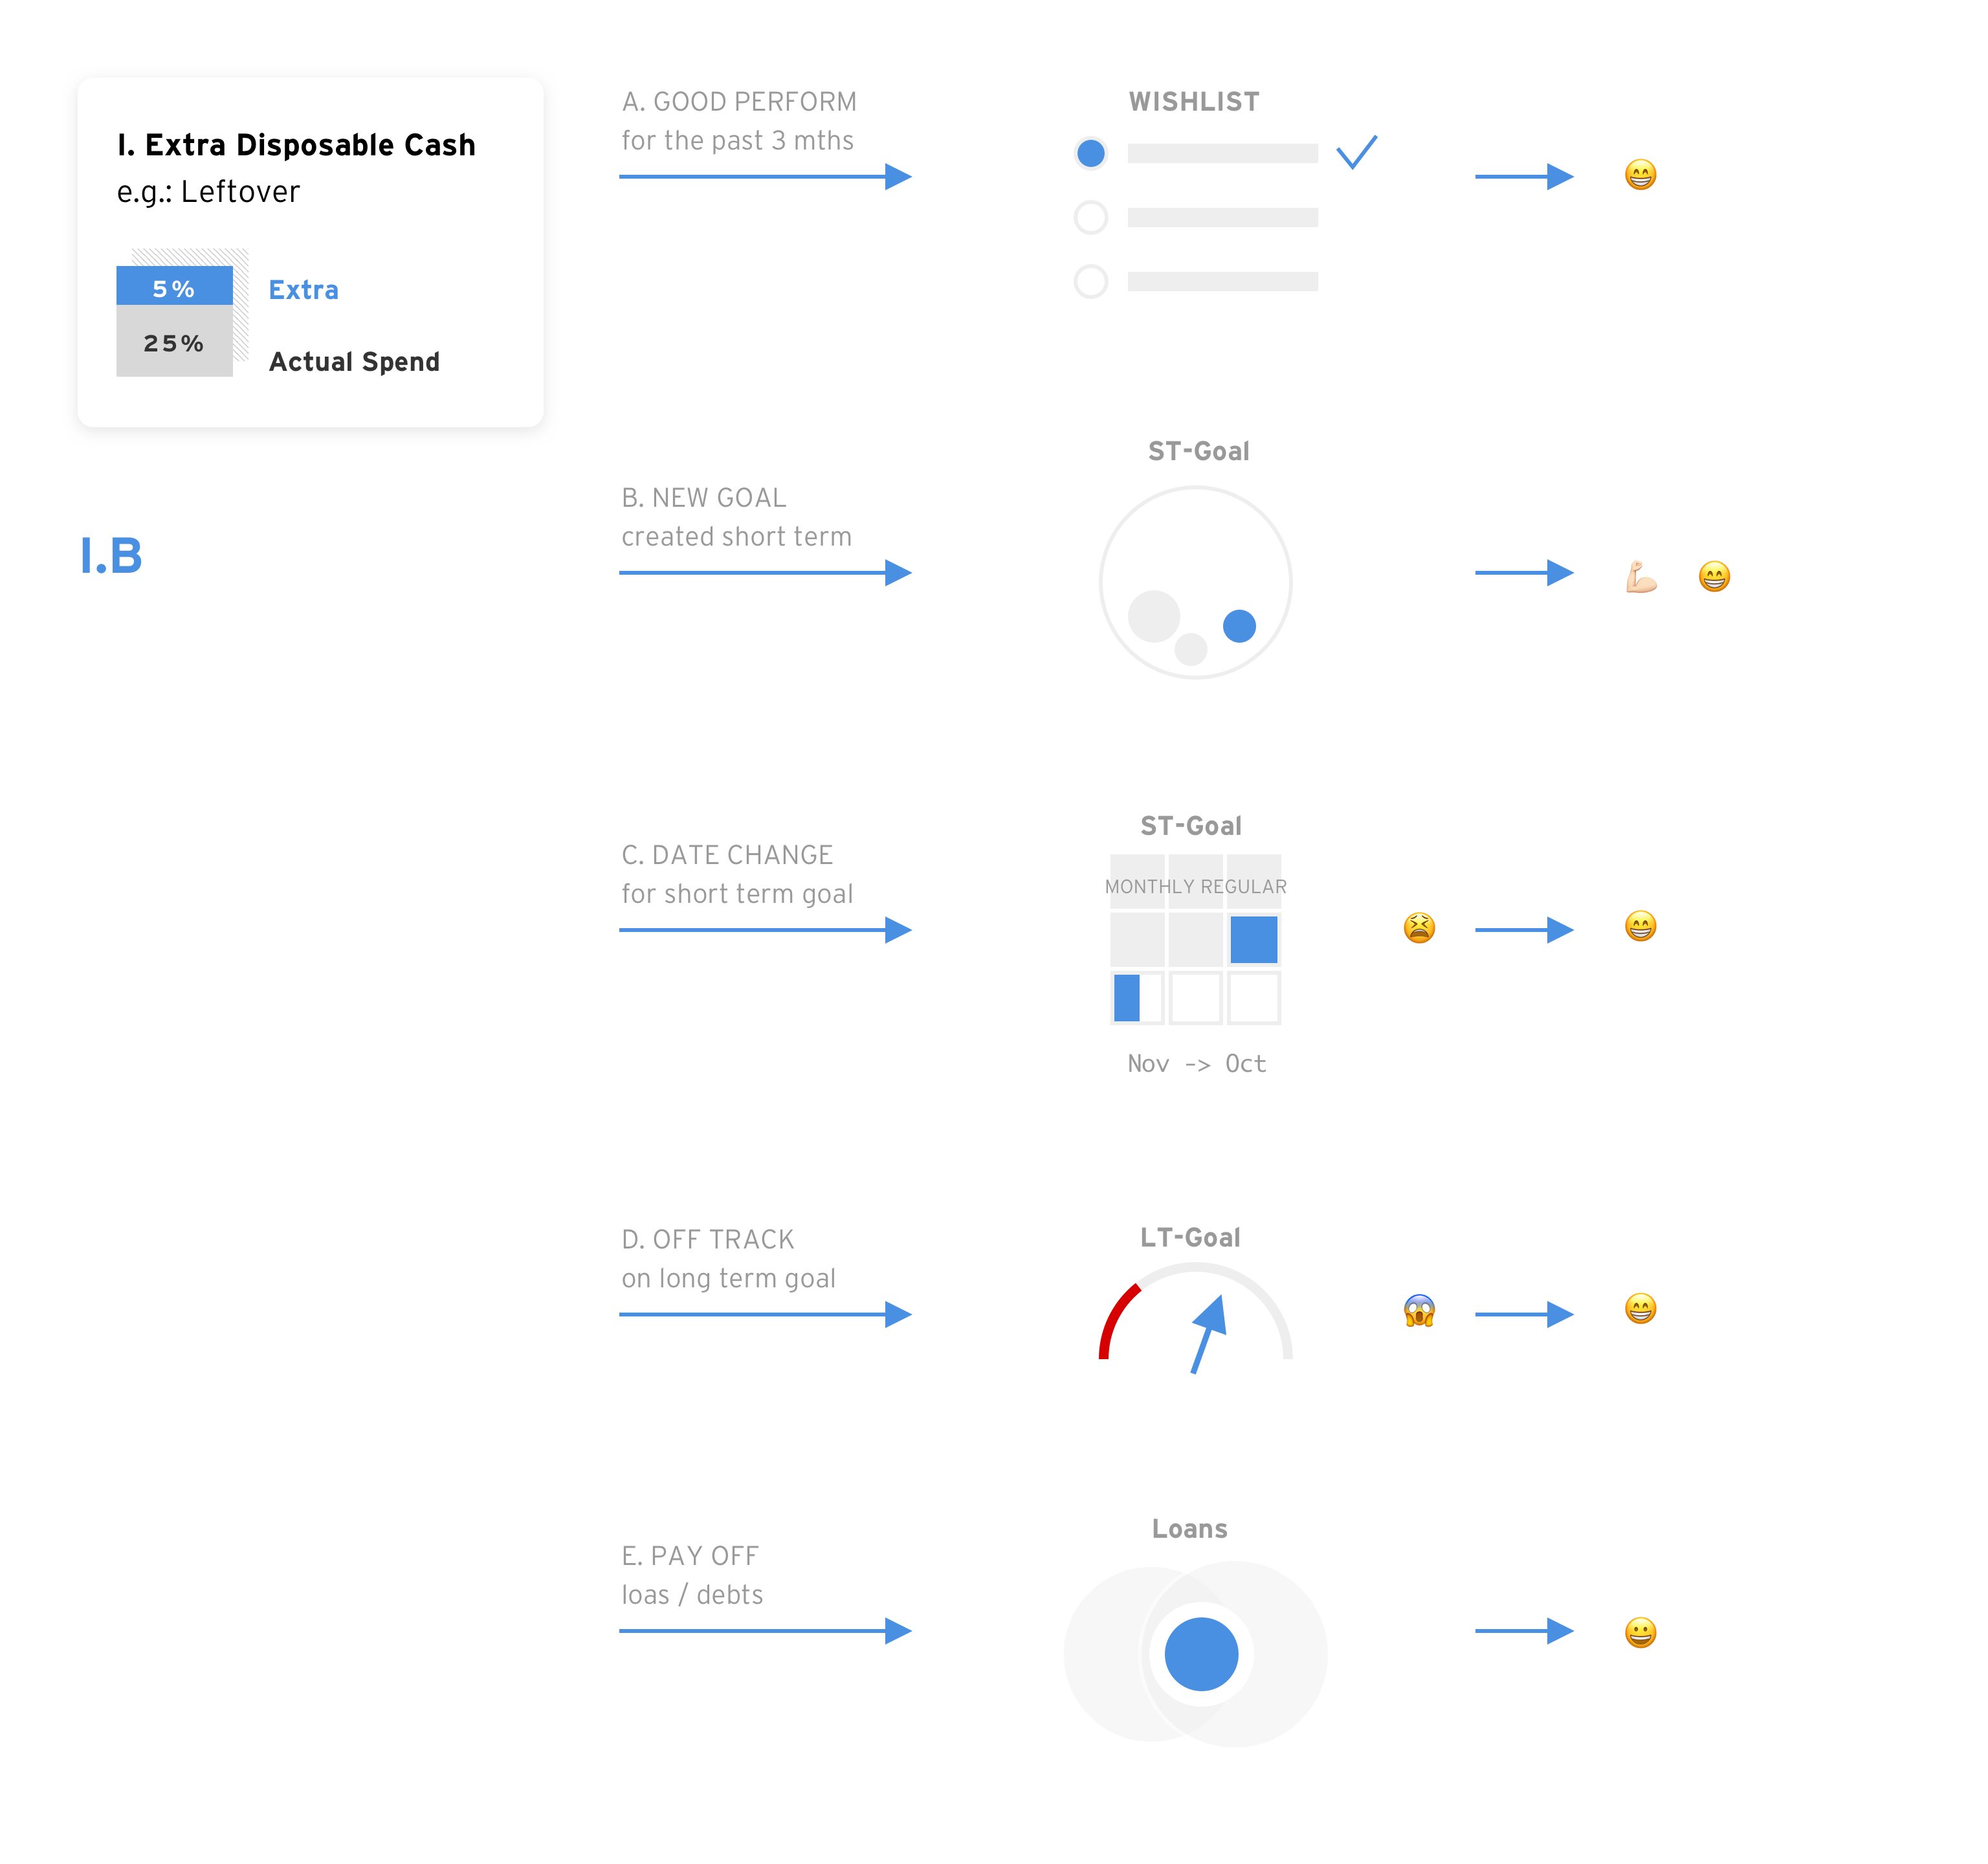 I. Extra Disposable Cash
e.g.: Leftover
5%
Extra
25%
Actual Spend
I.B
A. GOOD PERFORM
for the past 3 mths
WISHLIST
B. NEW GOAL
created short term
ST-Goal
C. DATE CHANGE
for short term goal
ST-Goal
MONTHLY REGULAR
Nov -> Oct
D. OFF TRACK
on long term goal
LT-Goal
E. PAY OFF
loas / debts
Loans